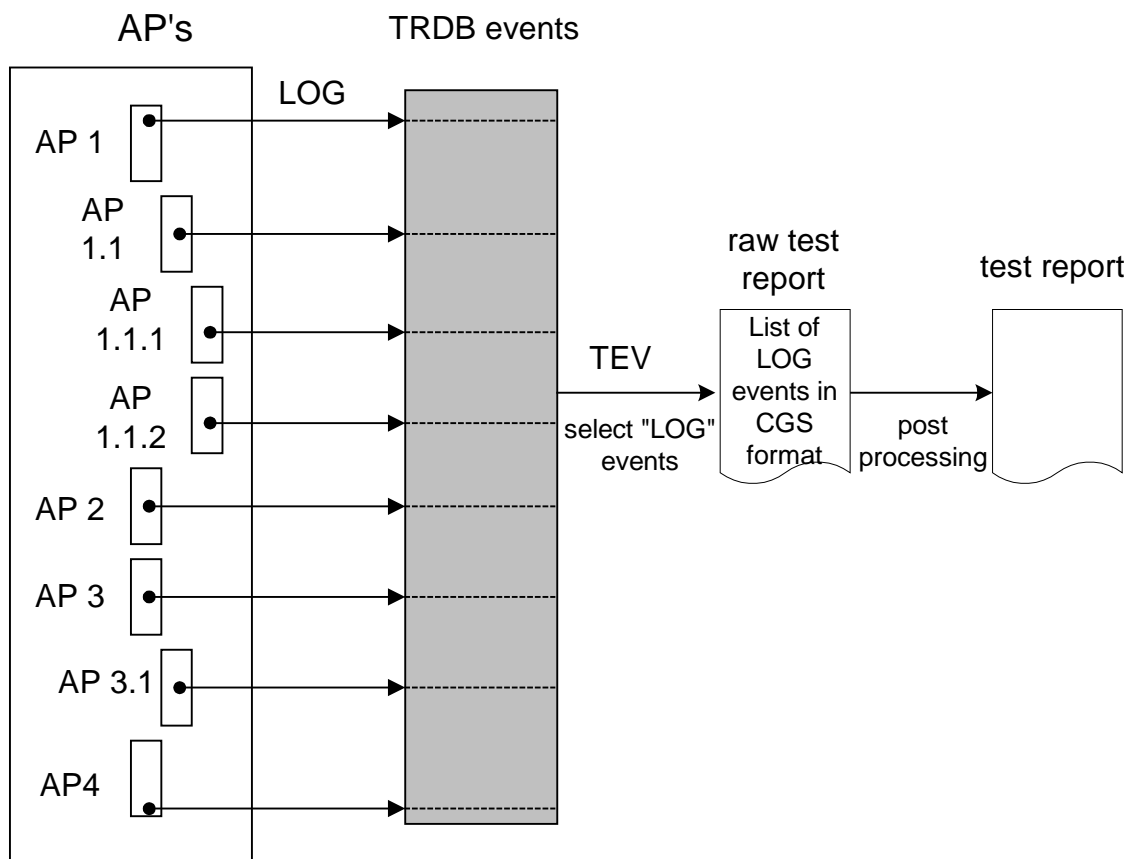 AP's
TRDB events
LOG
AP 1
AP
1.1
AP
1.1.1
AP
1.1.2
AP 2
AP 3
AP 3.1
AP4
TEV
select "LOG"
events
raw test
report
List of
LOG
events in
CGS
format
post
processing
test report